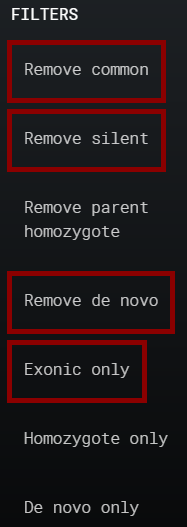 FILTERS
Remove common
Remove silent
Remove parent
homozygote
Remove de novo
Exonic only
Homozygote only
De novo only